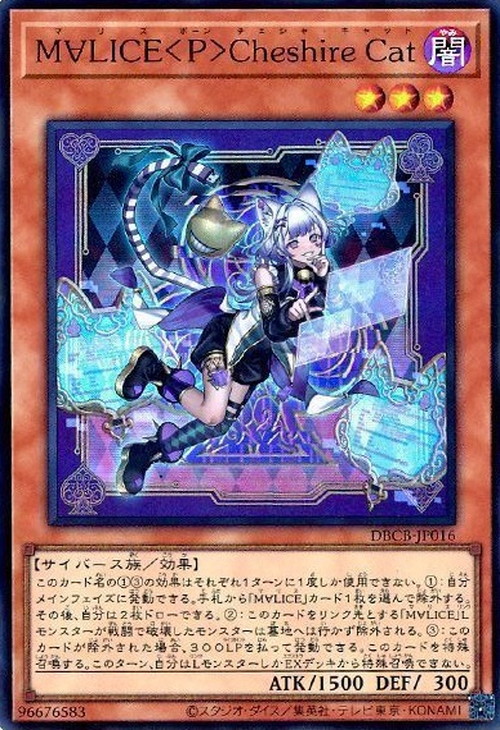 マリス ポーン チェシャ キャット
M∀LICE<P>Cheshire Cat
やみ
闇
DBCB-JP016
【サイバース族／効果】
このカード名の①③の効果はそれぞれ1ターンに1度しか使用できない。①：自分
メインフェイズに発動できる。手札から「M∀LICE」カード1枚を選んで除外する。
その後、自分は2枚ドローできる。②：このカードをリンク先とする「M∀LICE」L
モンスターが戦闘で破壊したモンスターは墓地へは行かず除外される。③：この
カードが除外された場合、300LPを払って発動できる。このカードを特殊
召喚する。このターン、自分はLモンスターしかEXデッキから特殊召喚できない。
ATK/1500 DEF/ 300
96676583
©スタジオ・ダイス／集英社・テレビ東京・KONAMI